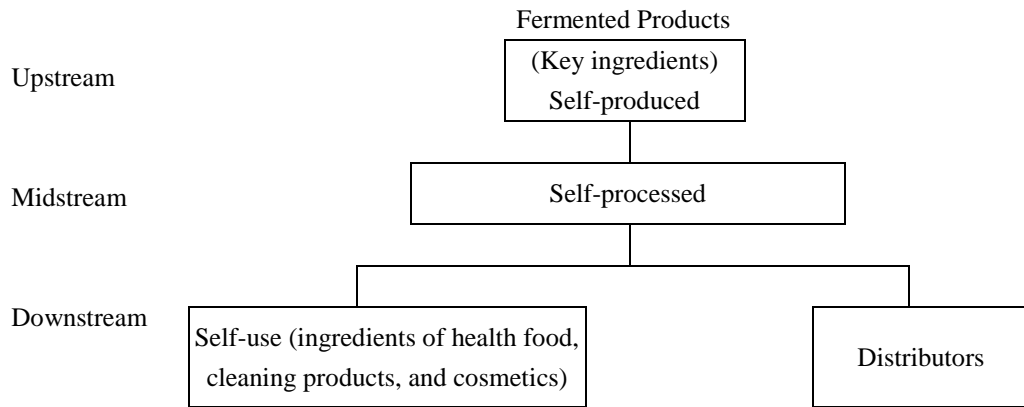 Fermented Products
Upstream
(Key ingredients)
Self-produced
Midstream
Self-processed
Downstream
Self-use (ingredients of health food,
cleaning products, and cosmetics)
Distributors